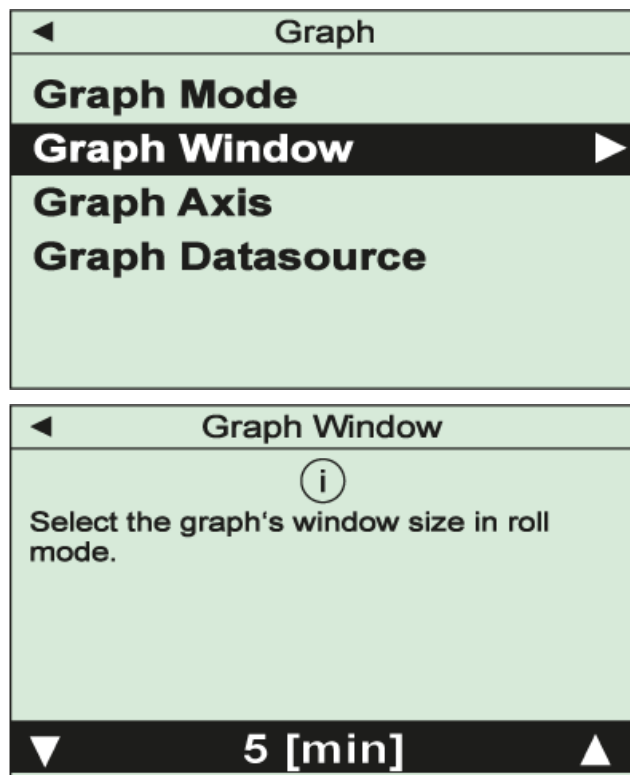 Graph
Graph Mode
Graph Window
Graph Axis
Graph Datasource
Graph Window
i
Select the graph‘s window size in roll
mode.
5 [min]